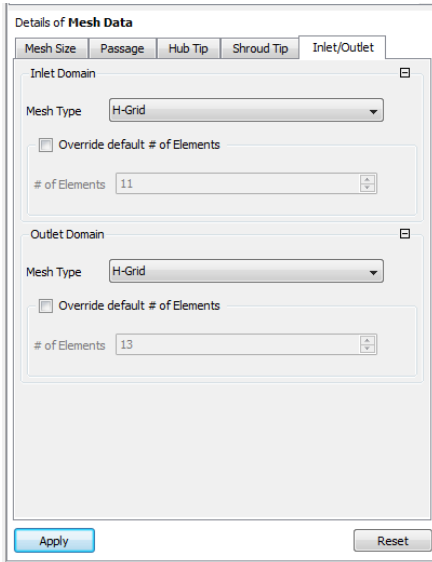 Details of Mesh Data
Mesh Size Passage Hub Tip Shroud Tip Inlet/Outlet
Inlet Domain
Mesh Type H-Grid
Override default # of Elements
# of Elements 11
Outlet Domain
Mesh Type H-Grid
Override default # of Elements
# of Elements 13
Apply Reset